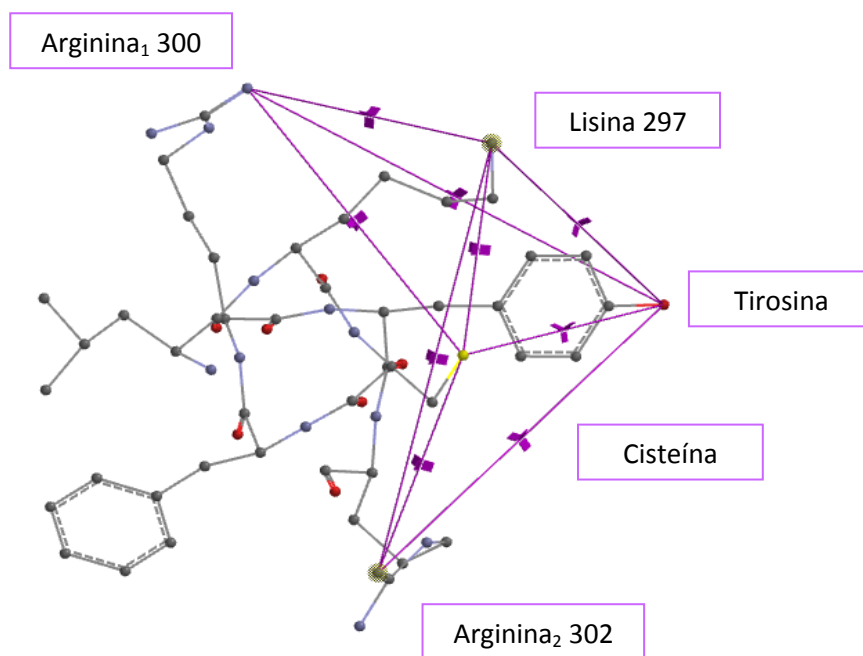 Arginina₁ 300
Lisina 297
Tirosina
Cisteína
Arginina₂ 302